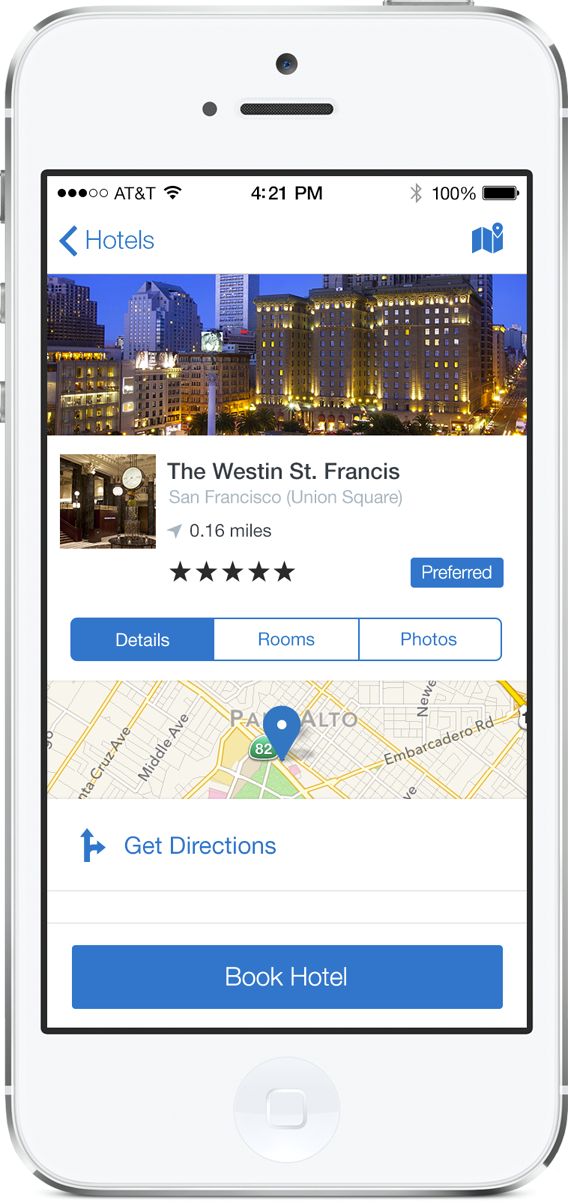 AT&T 4:21 PM 100%
Hotels
The Westin St. Francis
San Francisco (Union Square)
0.16 miles
Preferred
Details Rooms Photos
PALO ALTO
82
Santa Cruz Ave
Middle Ave
Embarcadero Rd
Get Directions
Book Hotel